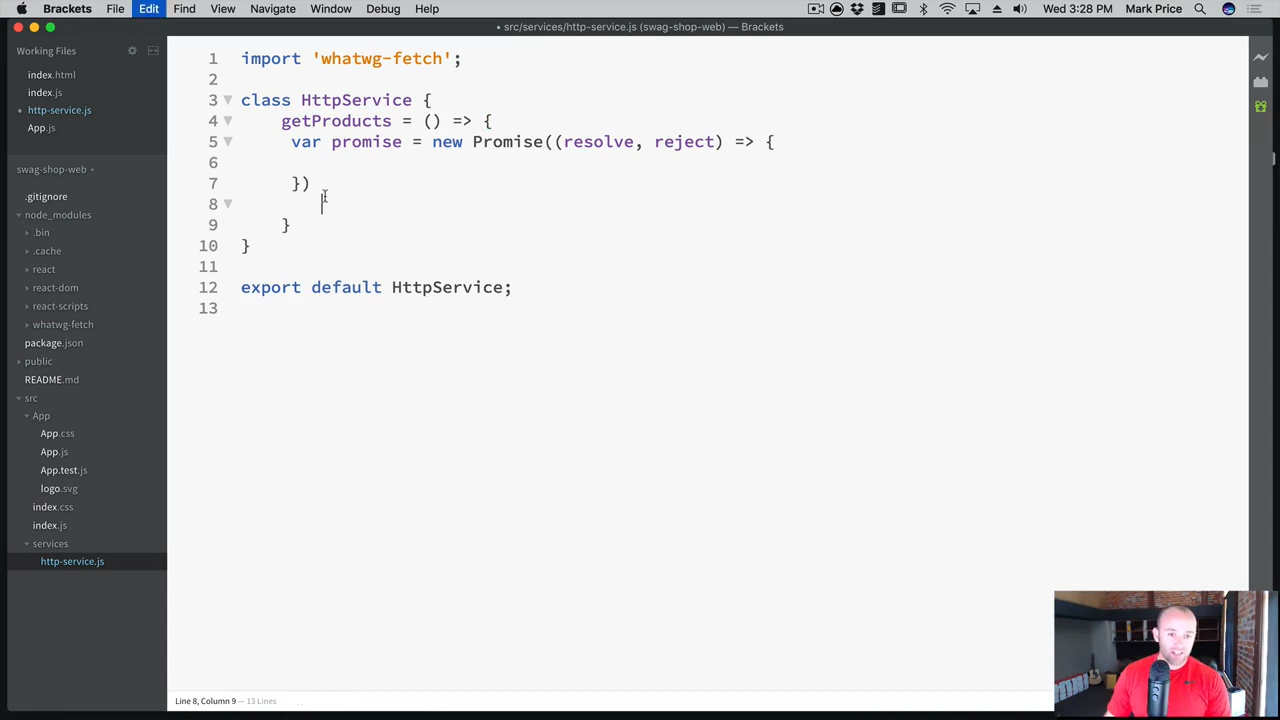 Brackets File Edit Find View Navigate Window Debug Help Wed 3:28 PM Mark Price
• src/services/http-service.js (swag-shop-web) — Brackets
Working Files
index.html
index.js
http-service.js
App.js
swag-shop-web
.gitignore
node_modules
.bin
.cache
react
react-dom
react-scripts
whatwg-fetch
package.json
public
README.md
src
App
App.css
App.js
App.test.js
logo.svg
index.css
index.js
services
http-service.js
1 import 'whatwg-fetch';
2
3 class HttpService {
4 getProducts = () => {
5 var promise = new Promise((resolve, reject) => {
6
7 })
8
9 }
10 }
11
12 export default HttpService;
13
Line 8, Column 9 — 13 Lines